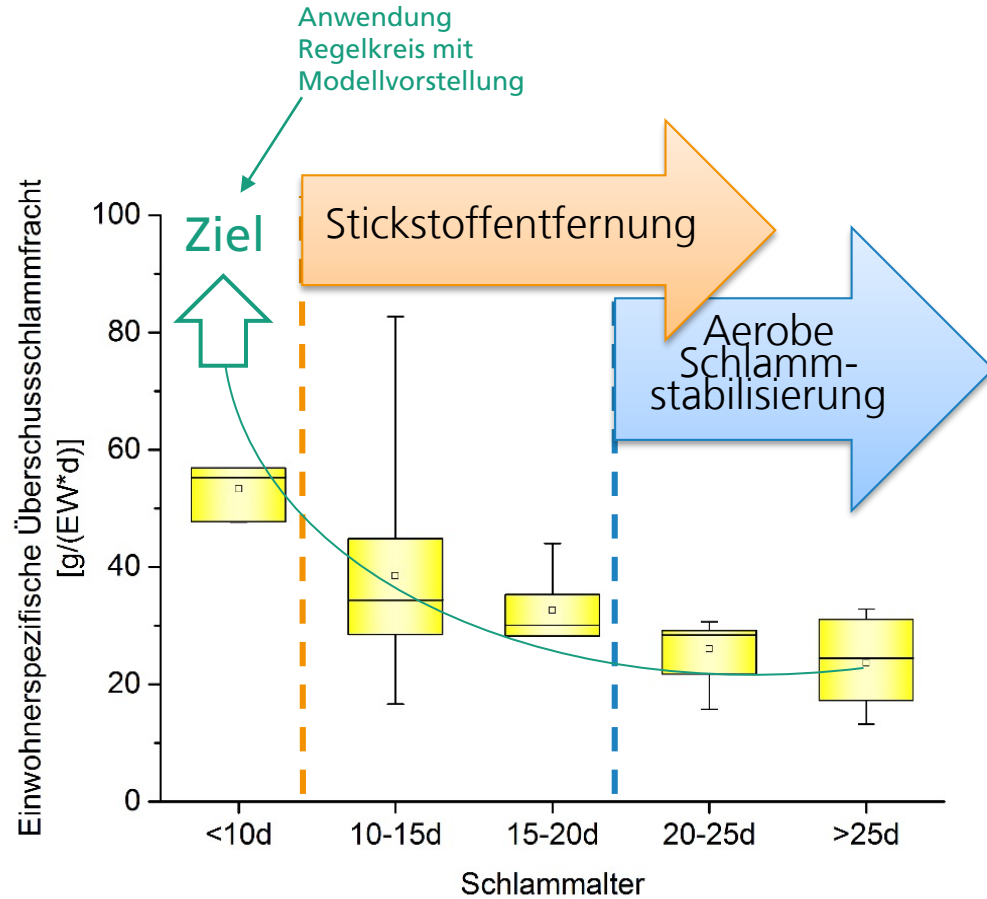 Anwendung
Regelkreis mit
Modellvorstellung
Ziel
Stickstoffentfernung
Aerobe
Schlamm-
stabilisierung
Einwohnerspezifische Überschussschlammfracht
[g/(EW*d)]
100
80
60
40
20
0
<10d
10-15d
15-20d
20-25d
>25d
Schlammalter